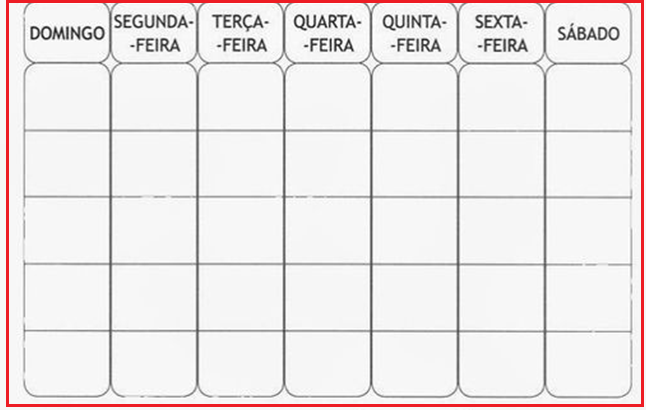 DOMINGO
SEGUNDA-
-FEIRA
TERÇA-
-FEIRA
QUARTA-
-FEIRA
QUINTA-
-FEIRA
SEXTA-
-FEIRA
SÁBADO